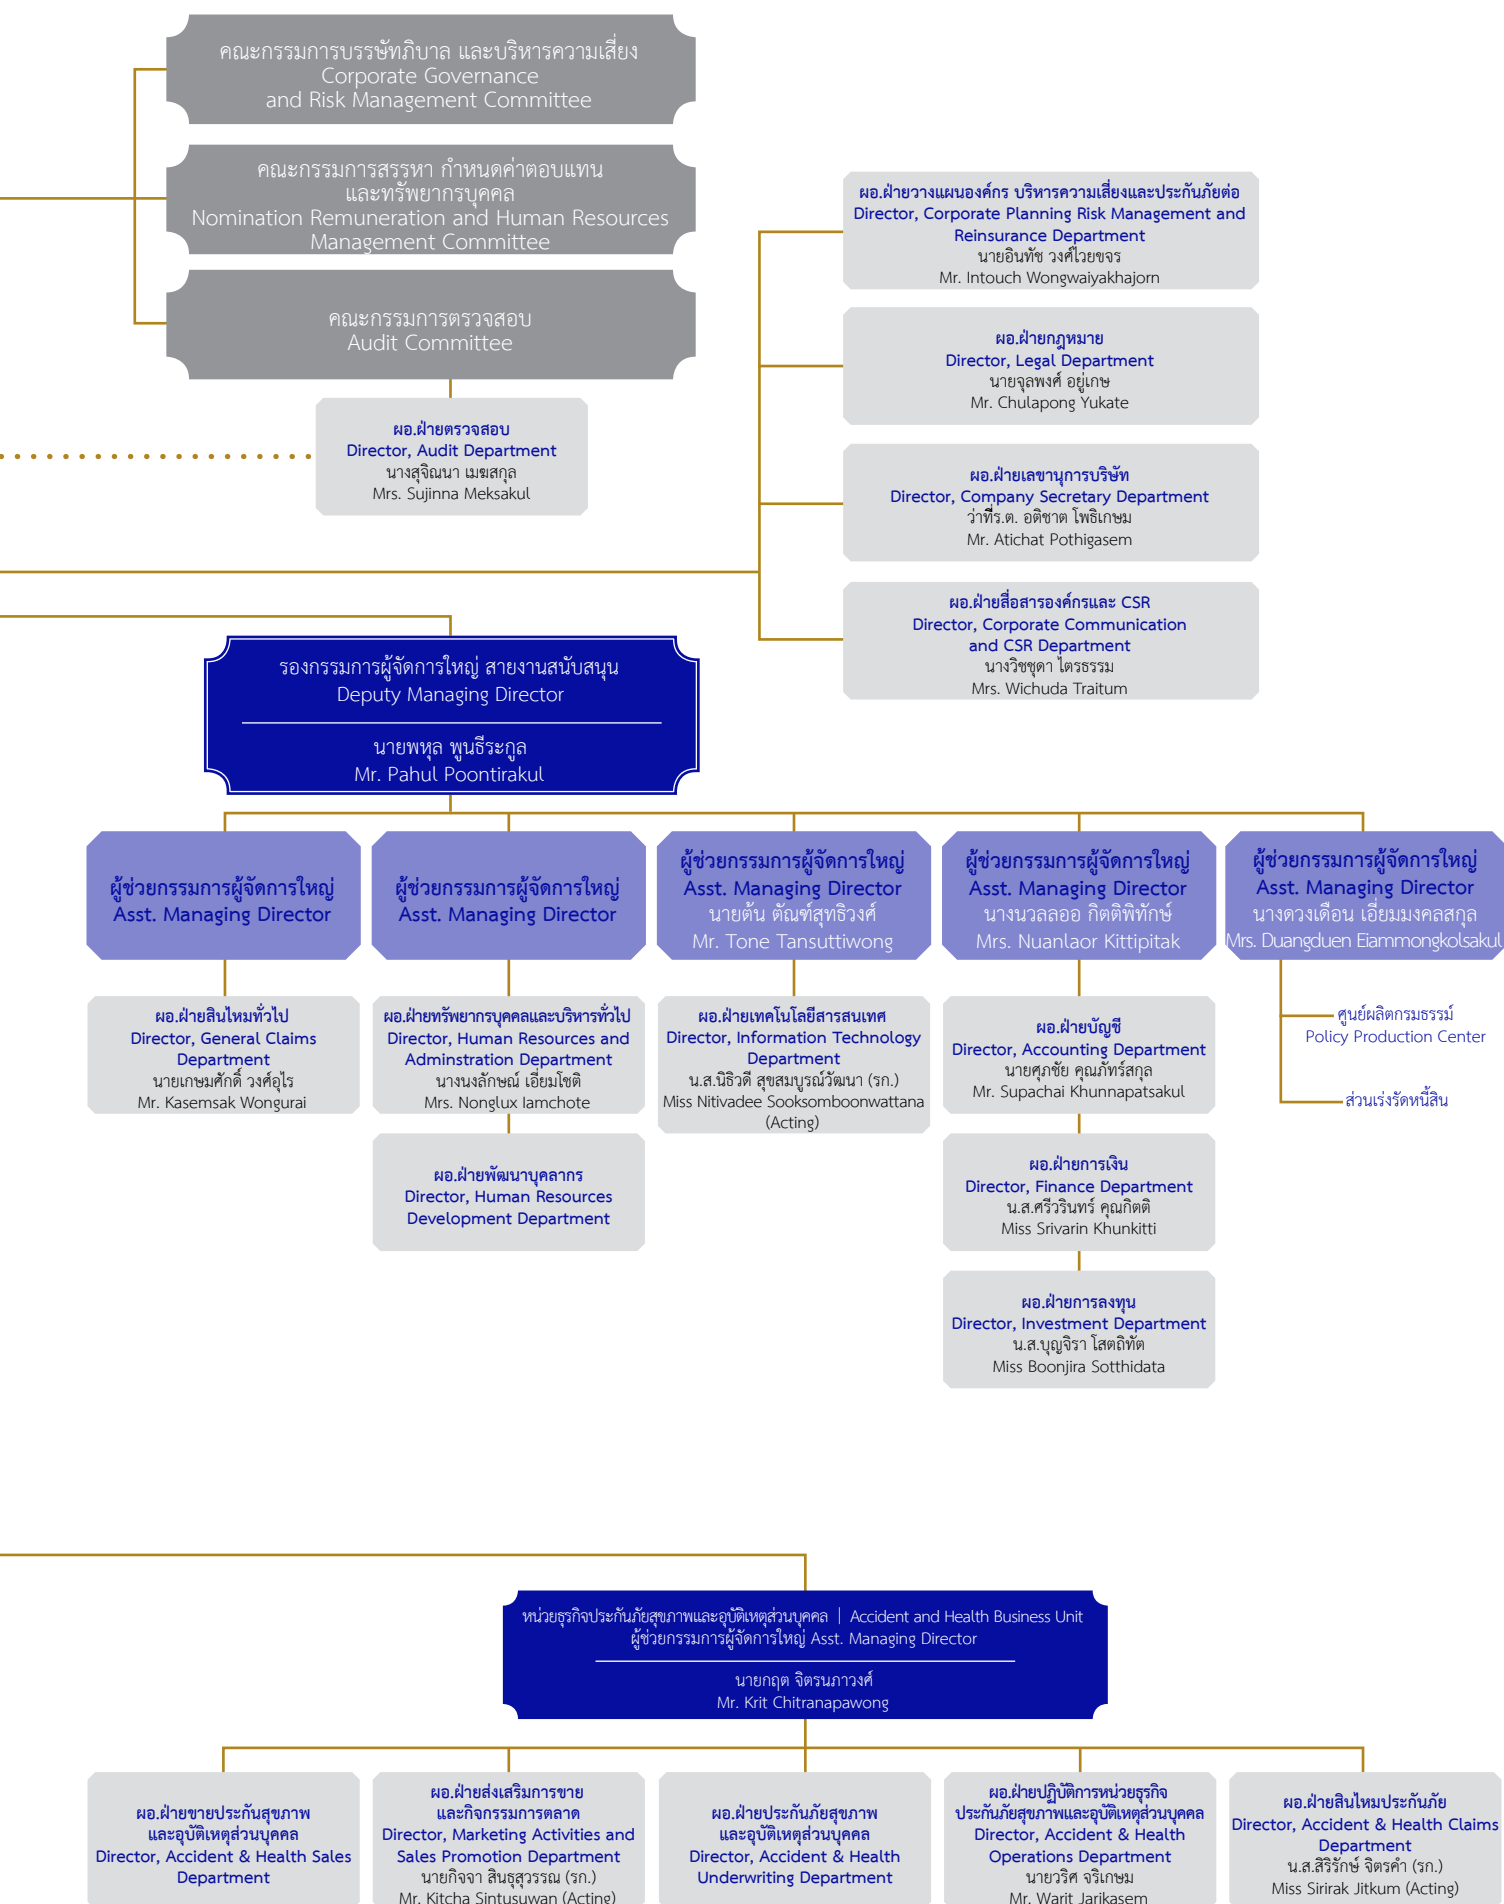 คณะกรรมการบรรษัทภิบาล และบริหารความเสี่ยง
Corporate Governance
and Risk Management Committee
คณะกรรมการสรรหา กำหนดค่าตอบแทน
และทรัพยากรบุคคล
Nomination Remuneration and Human Resources
Management Committee
คณะกรรมการตรวจสอบ
Audit Committee
ผอ.ฝ่ายตรวจสอบ
Director, Audit Department
นางสุจิณนา เมฆสกุล
Mrs. Sujinna Meksakul
ผอ.ฝ่ายวางแผนองค์กร บริหารความเสี่ยงและประกันภัยต่อ
Director, Corporate Planning Risk Management and
Reinsurance Department
นายอินทัช วงศ์ไวยขจร
Mr. Intouch Wongwaiyakhajorn
ผอ.ฝ่ายกฎหมาย
Director, Legal Department
นายจุลพงศ์ อยู่เกษ
Mr. Chulapong Yukate
ผอ.ฝ่ายเลขานุการบริษัท
Director, Company Secretary Department
ว่าที่ร.ต. อติชาต โพธิเกษม
Mr. Atichat Pothigasem
ผอ.ฝ่ายสื่อสารองค์กรและ CSR
Director, Corporate Communication
and CSR Department
นางวิชชุดา ไตรธรรม
Mrs. Wichuda Traitum
รองกรรมการผู้จัดการใหญ่ สายงานสนับสนุน
Deputy Managing Director
นายพหุล พูนธีระกูล
Mr. Pahul Poontirakul
ผู้ช่วยกรรมการผู้จัดการใหญ่
Asst. Managing Director
ผู้ช่วยกรรมการผู้จัดการใหญ่
Asst. Managing Director
ผู้ช่วยกรรมการผู้จัดการใหญ่
Asst. Managing Director
นายต้น ตัณฑ์สุทธิวงศ์
Mr. Tone Tansuttiwong
ผู้ช่วยกรรมการผู้จัดการใหญ่
Asst. Managing Director
นางนวลลออ กิตติพิทักษ์
Mrs. Nuanlaor Kittipitak
ผู้ช่วยกรรมการผู้จัดการใหญ่
Asst. Managing Director
นางดวงเดือน เอี่ยมมงคลสกุล
Mrs. Duangduen Eiammongkolsakul
ผอ.ฝ่ายสินไหมทั่วไป
Director, General Claims
Department
นายเกษมศักดิ์ วงศ์อุไร
Mr. Kasemsak Wongurai
ผอ.ฝ่ายทรัพยากรบุคคลและบริหารทั่วไป
Director, Human Resources and
Adminstration Department
นางนงลักษณ์ เอี่ยมโชติ
Mrs. Nonglux Iamchote
ผอ.ฝ่ายพัฒนาบุคลากร
Director, Human Resources
Development Department
ผอ.ฝ่ายเทคโนโลยีสารสนเทศ
Director, Information Technology
Department
น.ส.นิธิวดี สุขสมบูรณ์วัฒนา (รก.)
Miss Nitivadee Sooksomboonwattana
(Acting)
ผอ.ฝ่ายบัญชี
Director, Accounting Department
นายศุภชัย คุณภัทร์สกุล
Mr. Supachai Khunnapatsakul
ผอ.ฝ่ายการเงิน
Director, Finance Department
น.ส.ศรีวรินทร์ คุณกิตติ
Miss Srivarin Khunkitti
ผอ.ฝ่ายการลงทุน
Director, Investment Department
น.ส.บุญจิรา โสตถิทัต
Miss Boonjira Sotthidata
ศูนย์ผลิตกรมธรรม์
Policy Production Center
ส่วนเร่งรัดหนี้สิน
หน่วยธุรกิจประกันภัยสุขภาพและอุบัติเหตุส่วนบุคคล | Accident and Health Business Unit
ผู้ช่วยกรรมการผู้จัดการใหญ่ Asst. Managing Director
นายกฤต จิตรนภาวงศ์
Mr. Krit Chitranapawong
ผอ.ฝ่ายขายประกันสุขภาพ
และอุบัติเหตุส่วนบุคคล
Director, Accident & Health Sales
Department
ผอ.ฝ่ายส่งเสริมการขาย
และกิจกรรมการตลาด
Director, Marketing Activities and
Sales Promotion Department
นายกิจจา สินธุสุวรรณ (รก.)
Mr. Kitcha Sintusuwan (Acting)
ผอ.ฝ่ายประกันภัยสุขภาพ
และอุบัติเหตุส่วนบุคคล
Director, Accident & Health
Underwriting Department
ผอ.ฝ่ายปฏิบัติการหน่วยธุรกิจ
ประกันภัยสุขภาพและอุบัติเหตุส่วนบุคคล
Director, Accident & Health
Operations Department
นายวริศ จริเกษม
Mr. Warit Jarikasem
ผอ.ฝ่ายสินไหมประกันภัย
Director, Accident & Health Claims
Department
น.ส.สิริรักษ์ จิตรคำ (รก.)
Miss Sirirak Jitkum (Acting)